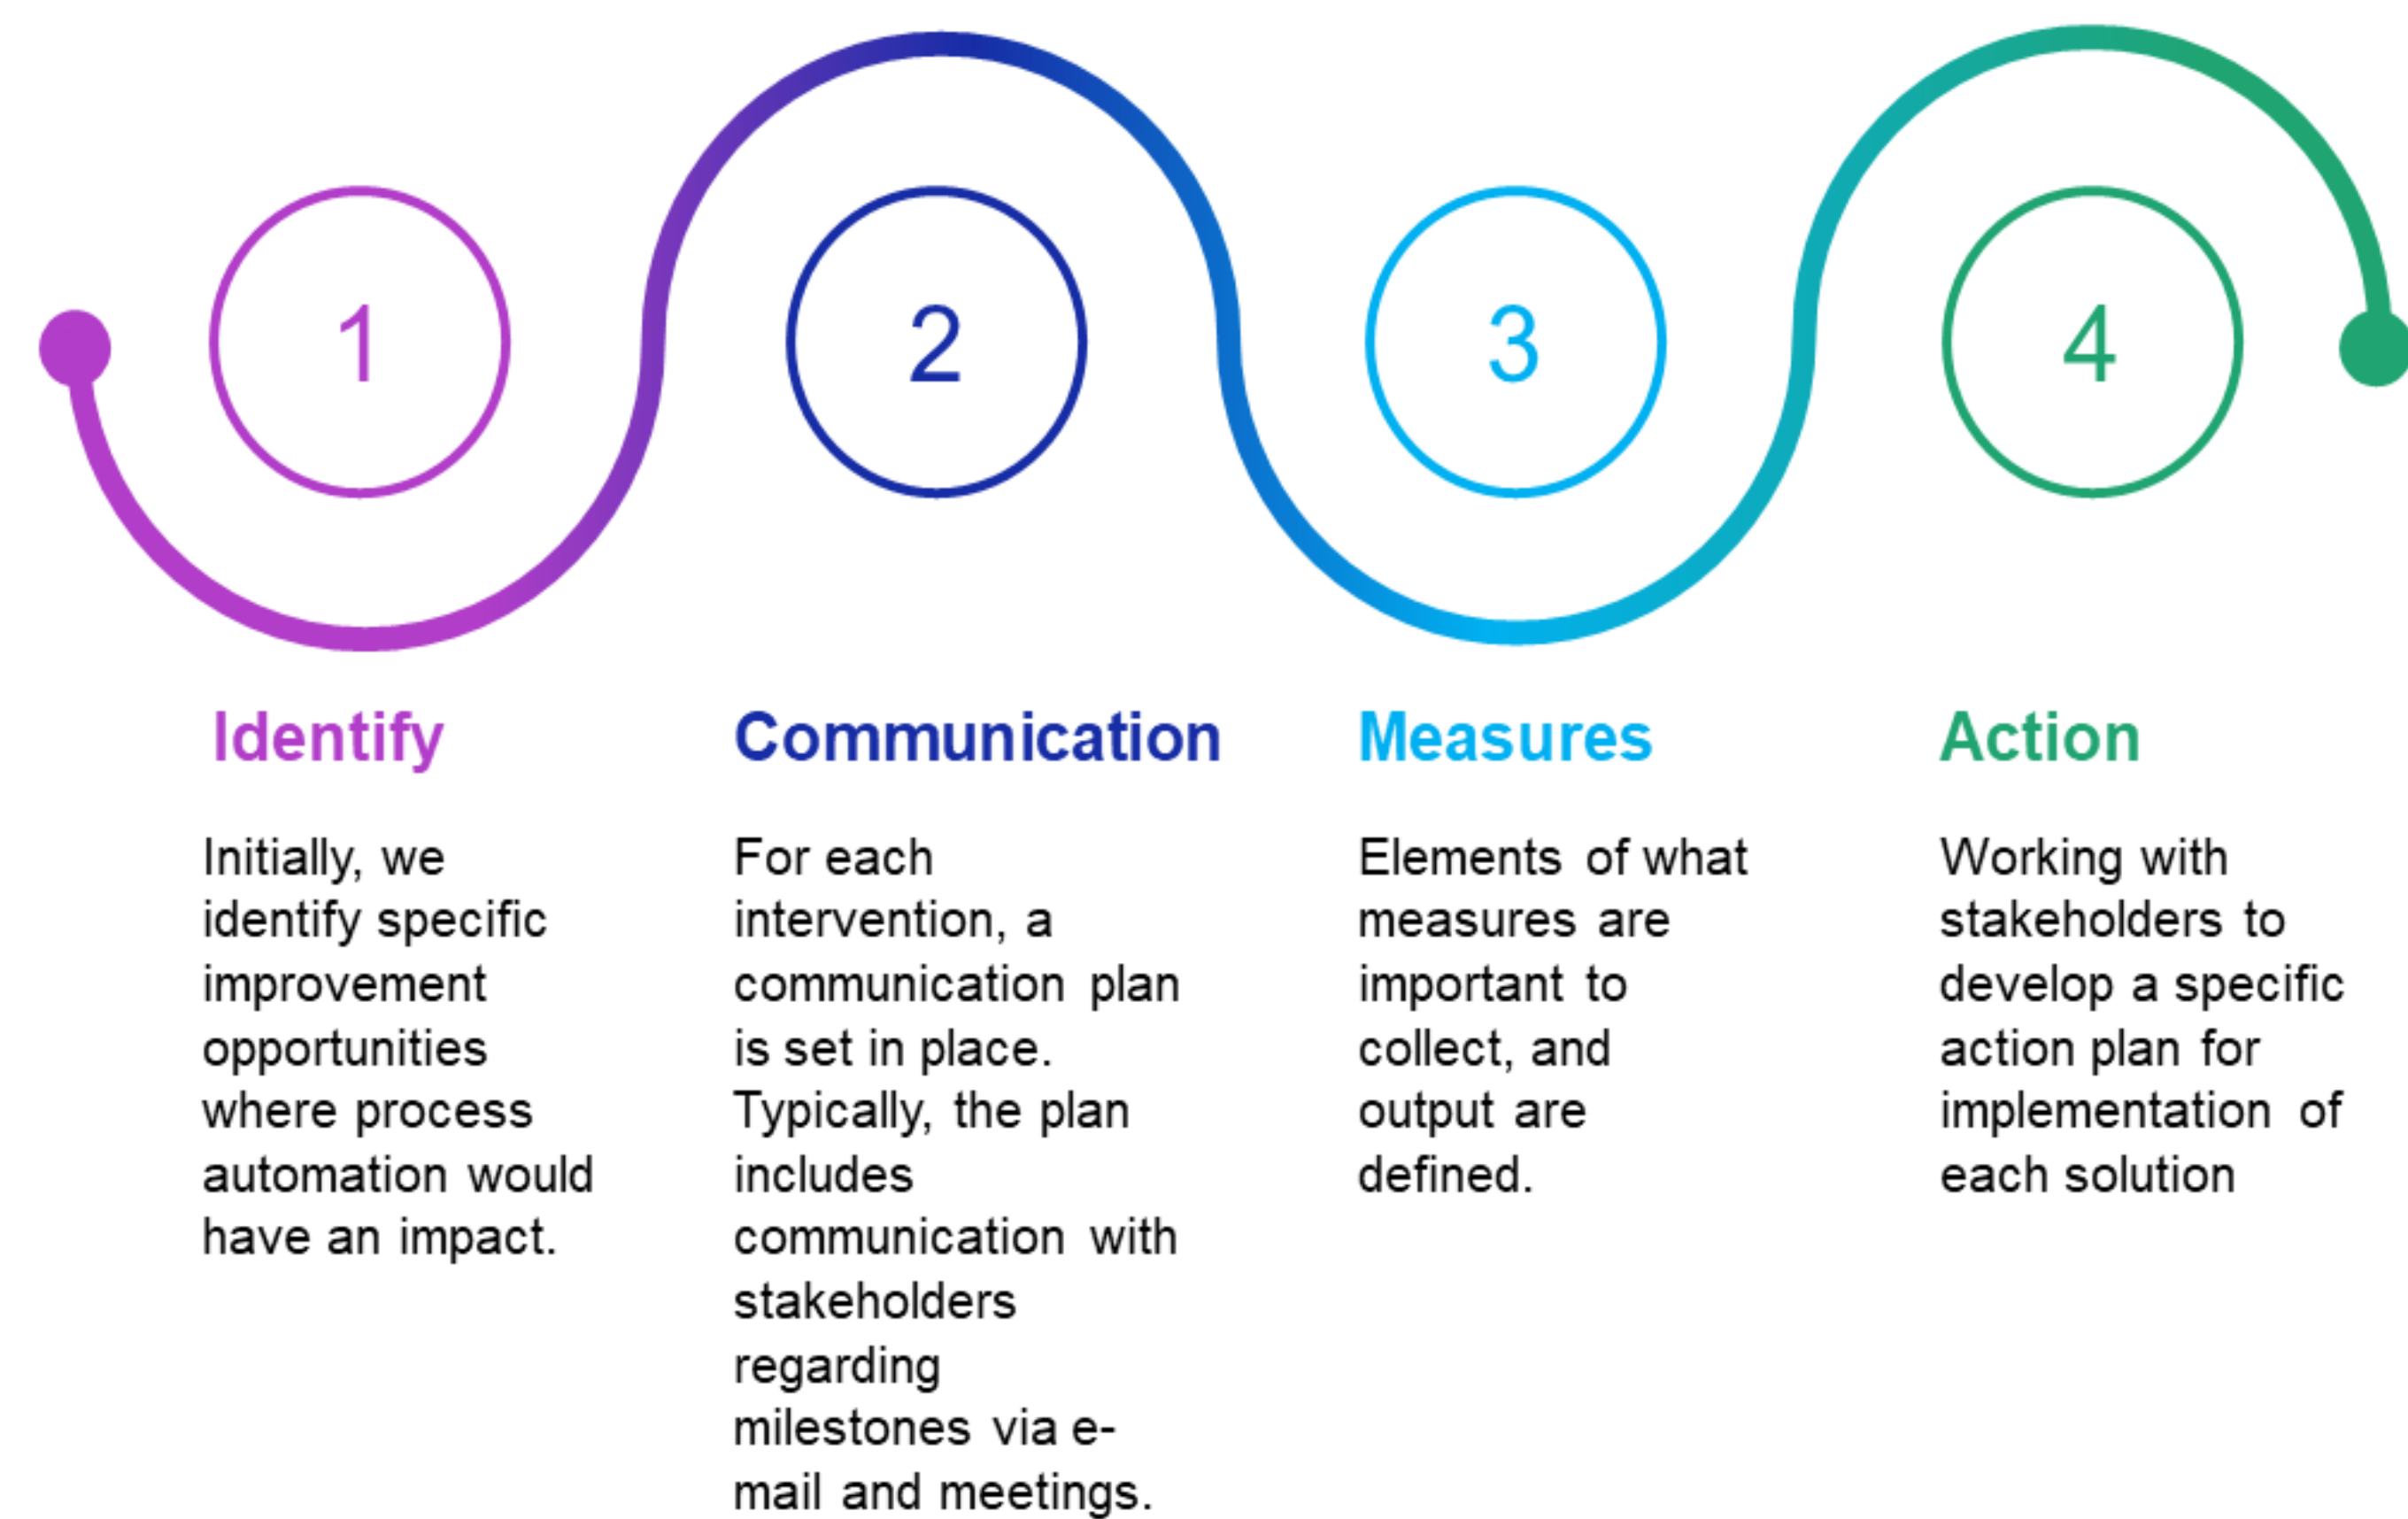 1
2
3
4
Identify
Initially, we
identify specific
improvement
opportunities
where process
automation would
have an impact.
Communication
For each
intervention, a
communication plan
is set in place.
Typically, the plan
includes
communication with
stakeholders
regarding
milestones via e-
mail and meetings.
Measures
Elements of what
measures are
important to
collect, and
output are
defined.
Action
Working with
stakeholders to
develop a specific
action plan for
implementation of
each solution